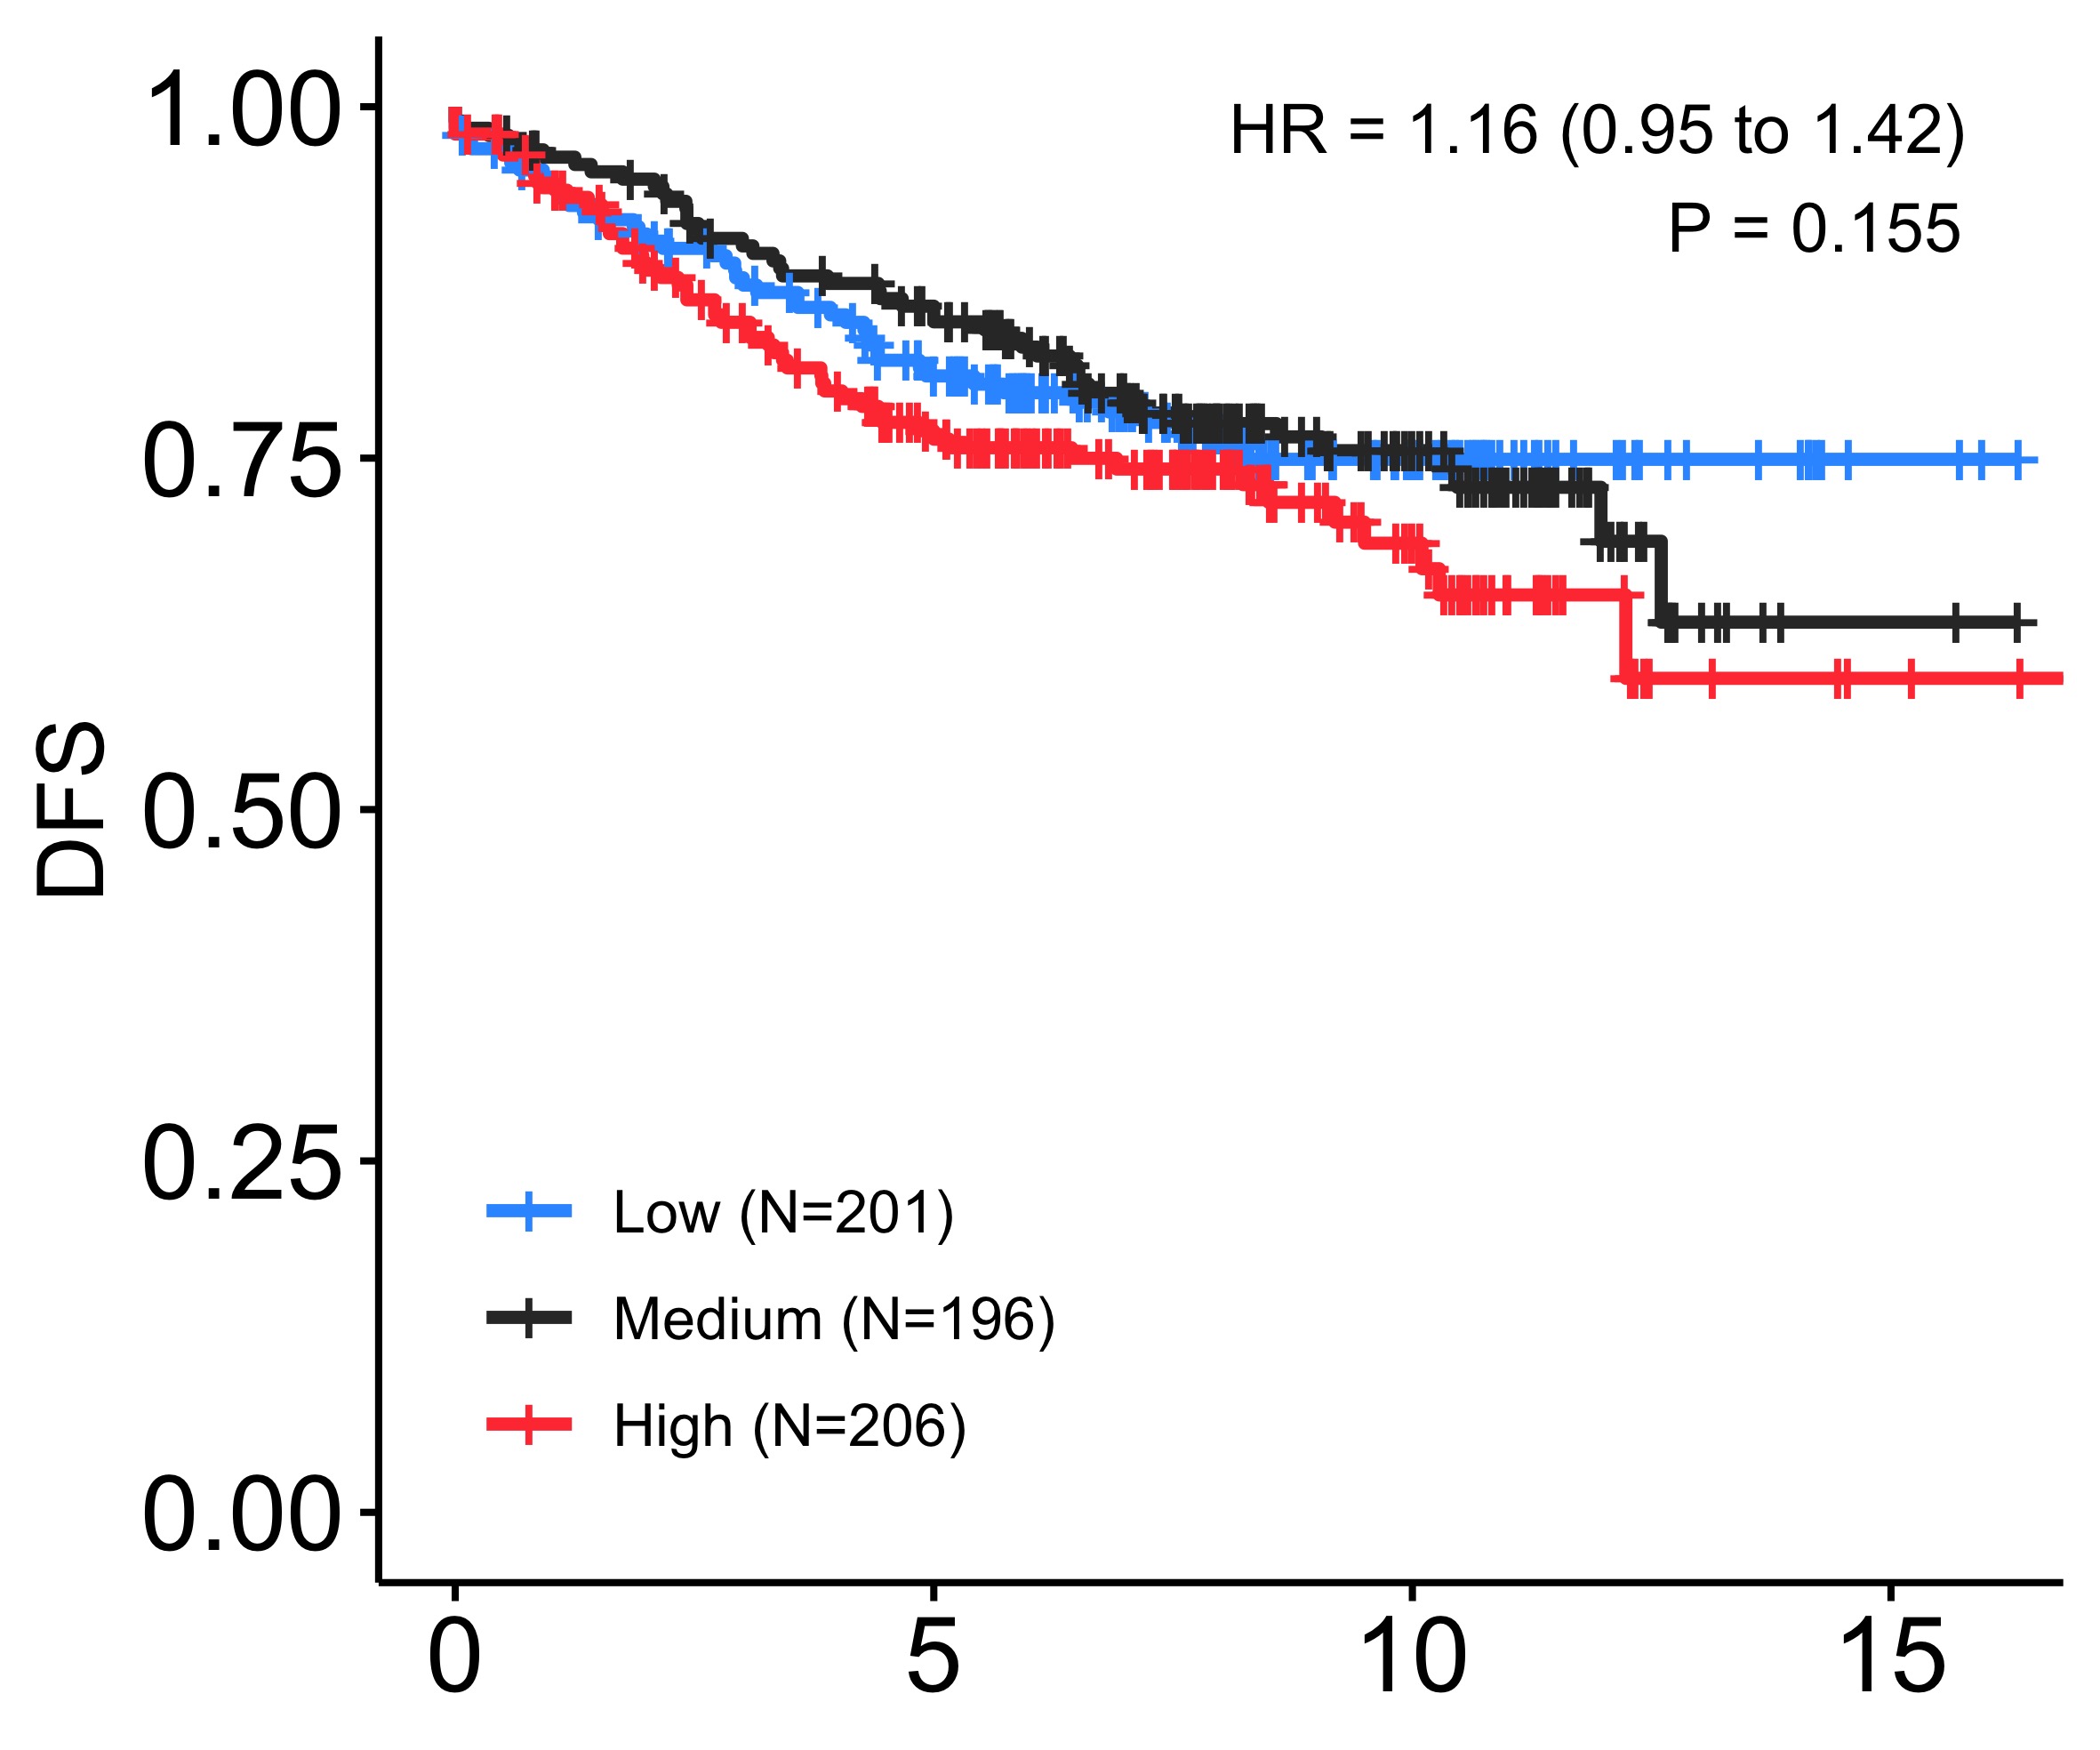 HR = 1.16 (0.95 to 1.42)
P = 0.155
DFS
1.00
0.75
0.50
0.25
0.00
Low (N=201)
Medium (N=196)
High (N=206)
0 5 10 15